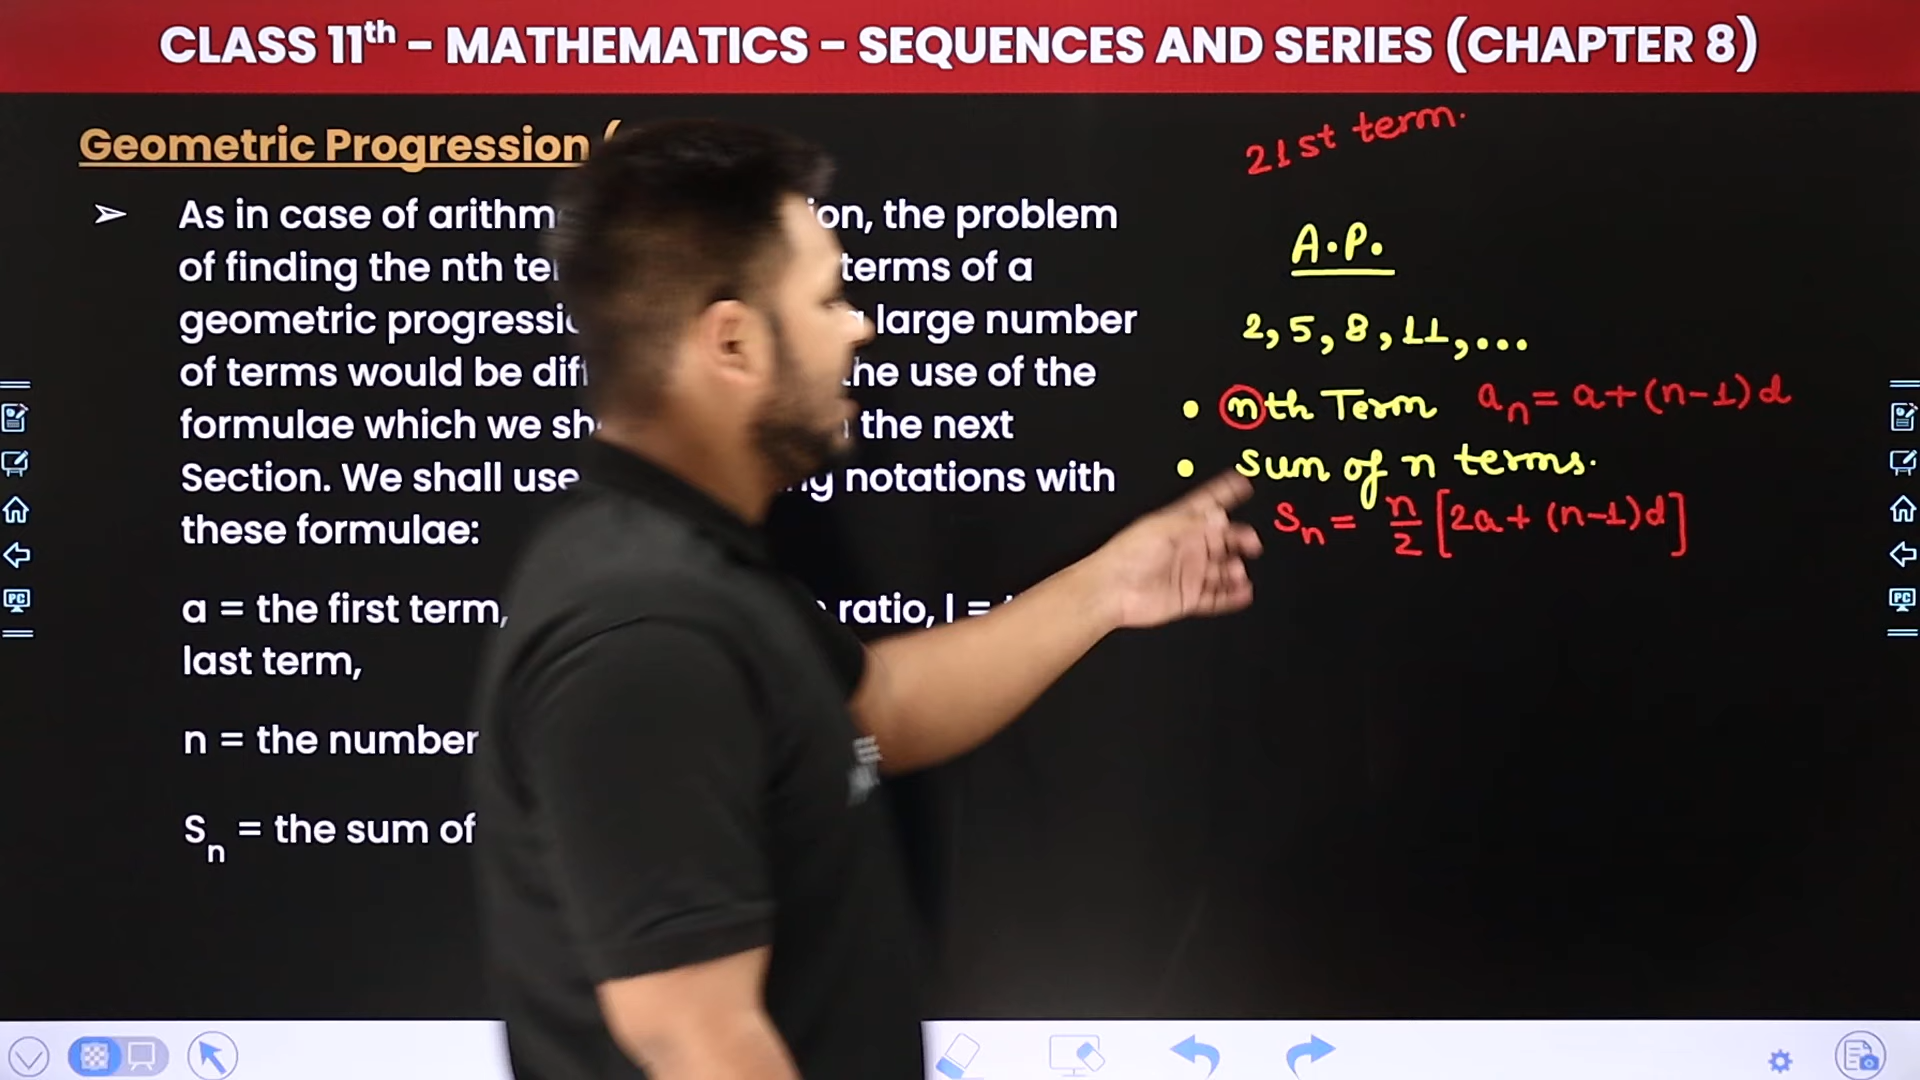 CLASS 11th – MATHEMATICS – SEQUENCES AND SERIES (CHAPTER 8)
Geometric Progression (
➢ As in case of arithm on, the problem
of finding the nth te terms of a
geometric progressi large number
of terms would be diff the use of the
formulae which we sh the next
Section. We shall use notations with
these formulae:
a = the first term, ratio, l =
last term,
n = the number
Sn = the sum of
21st term.
A.P.
2, 5, 8, 11, ...
• nth Term an = a+(n-1)d
• Sum of n terms.
Sn = n/2 [2a+ (n-1)d]
PC
PC